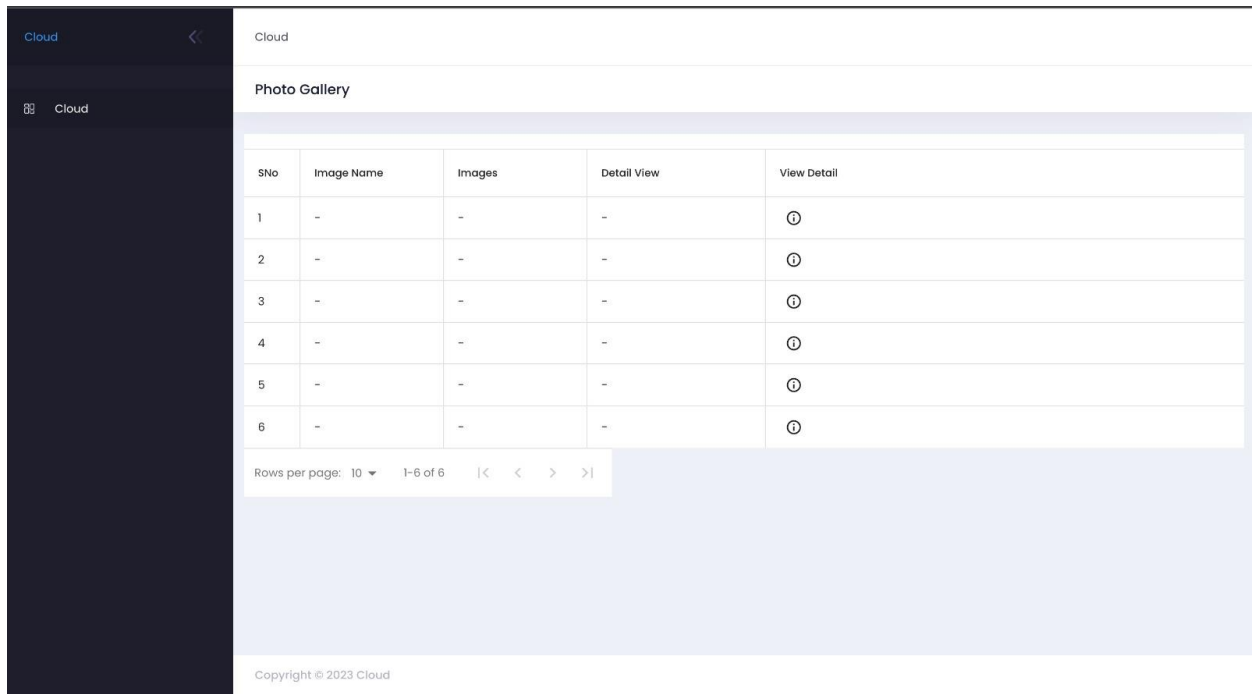 Cloud
Cloud
Cloud
Photo Gallery
SNo Image Name Images Detail View View Detail
1 - - -
2 - - -
3 - - -
4 - - -
5 - - -
6 - - -
Rows per page: 10 1-6 of 6
Copyright © 2023 Cloud